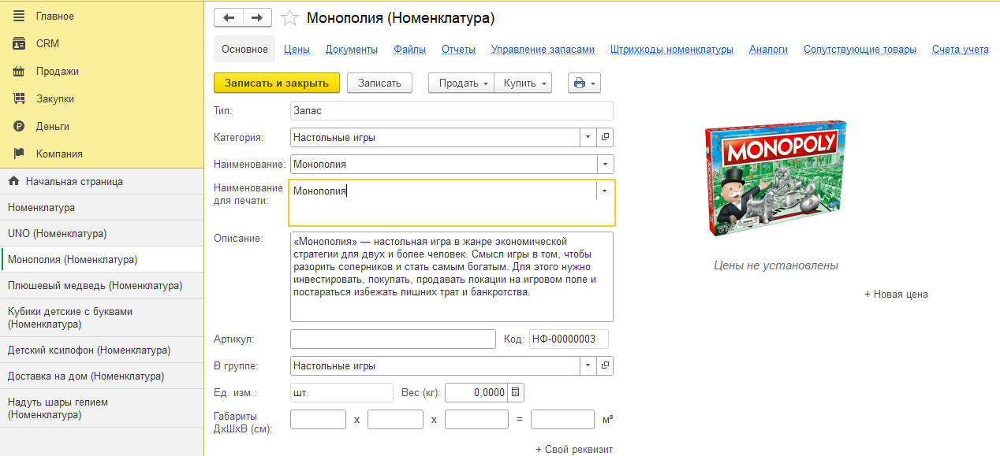 Главное
CRM
Продажи
Закупки
Деньги
Компания
Начальная страница
Номенклатура
UNO (Номенклатура)
Монополия (Номенклатура)
Плюшевый медведь (Номенклатура)
Кубики детские с буквами
(Номенклатура)
Детский ксилофон (Номенклатура)
Доставка на дом (Номенклатура)
Надуть шары гелием
(Номенклатура)
Монополия (Номенклатура)
Основное Цены Документы Файлы Отчеты Управление запасами Штрихкоды номенклатуры Аналоги Сопутствующие товары Счета учета
Записать и закрыть Записать Продать Купить
Тип: Запас
Категория: Настольные игры
Наименование: Монополия
Наименование
для печати: Монополия
Описание: «Монополия» — настольная игра в жанре экономической
стратегии для двух и более человек. Смысл игры в том, чтобы
разорить соперников и стать самым богатым. Для этого нужно
инвестировать, покупать, продавать локации на игровом поле и
постараться избежать лишних трат и банкротства.
Артикул: Код: НФ-00000003
В группе: Настольные игры
Ед. изм.: шт Вес (кг): 0,0000
Габариты
ДхШхВ (см): x x = м³
+ Свой реквизит
MONOPOLY
Цены не установлены
+ Новая цена